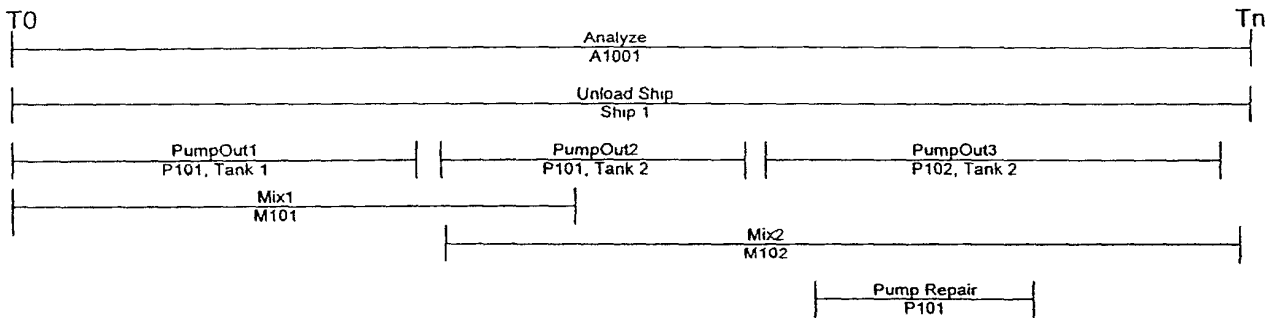 T0 Tn
Analyze
A1001
Unload Ship
Ship 1
PumpOut1 PumpOut2 PumpOut3
P101, Tank 1 P101, Tank 2 P102, Tank 2
Mix1
M101
Mix2
M102
Pump Repair
P101